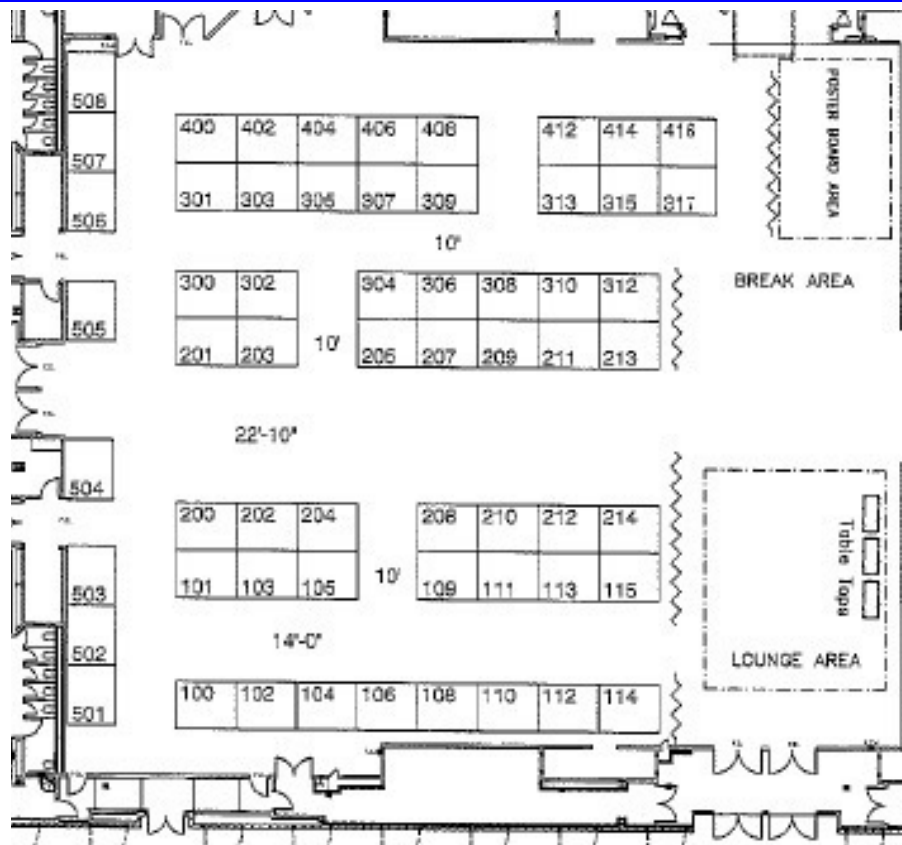 508
400 402 404 406 408 412 414 416
507
301 303 305 307 309 313 315 317
506
POSTER BOARD AREA
10'
BREAK AREA
300 302 304 306 308 310 312
505
201 203 10' 205 207 209 211 213
22'-10"
504
200 202 204 208 210 212 214
Table Tops
503
101 103 105 10' 109 111 113 115
14'-0"
502
LOUNGE AREA
501
100 102 104 106 108 110 112 114